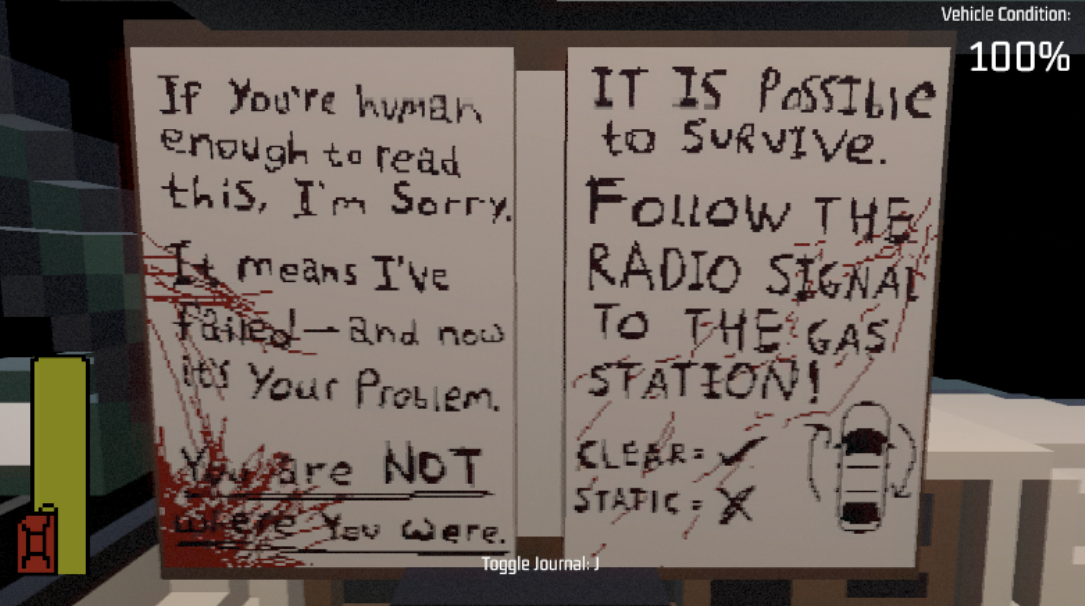 Vehicle Condition:
100%
If You're human
enough to read
this, I'm Sorry.
It means I've
failed—and now
it's Your Problem.
You are NOT
where You were.
IT IS PoSSIble
to SURVIVe.
FOllOW THE
RADIO SIGNAL
TO THE GAS
STATION!
CLEAR= ✓
STATIC= X
Toggle Journal: J